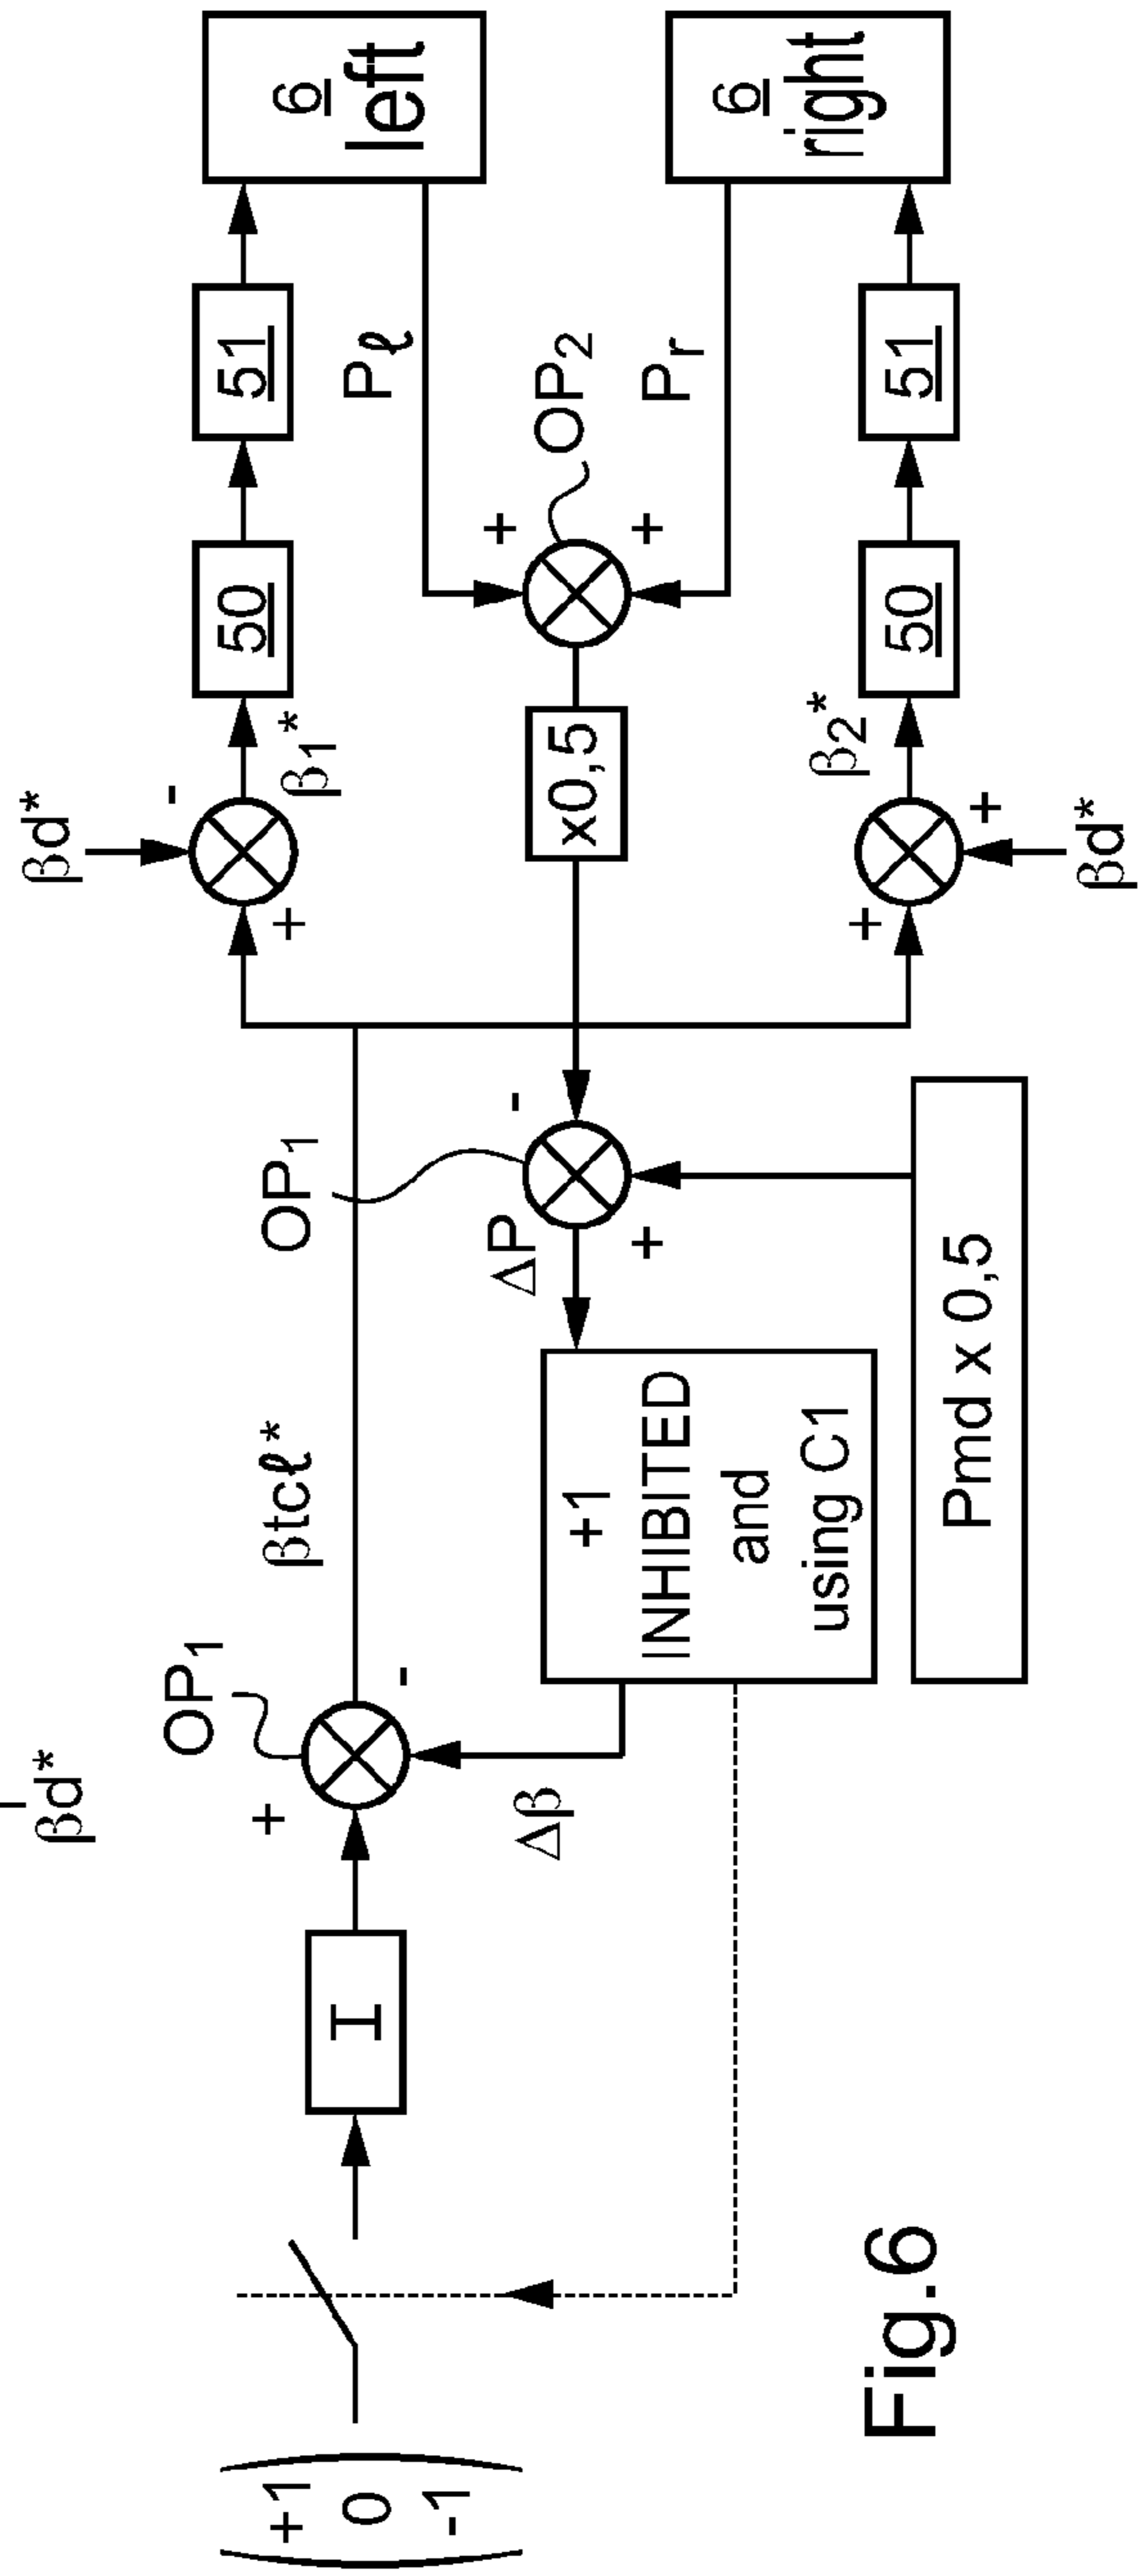 βd*
+1
0
-1
I
+
-
OP1
βtcℓ*
Δβ
+1
INHIBITED
and
using C1
Pmd x 0,5
ΔP
OP1
-
+
x0,5
OP2
+
+
Pℓ
Pr
βd*
-
+
β1*
50
51
6
left
βd*
+
+
β2*
50
51
6
right
Fig.6